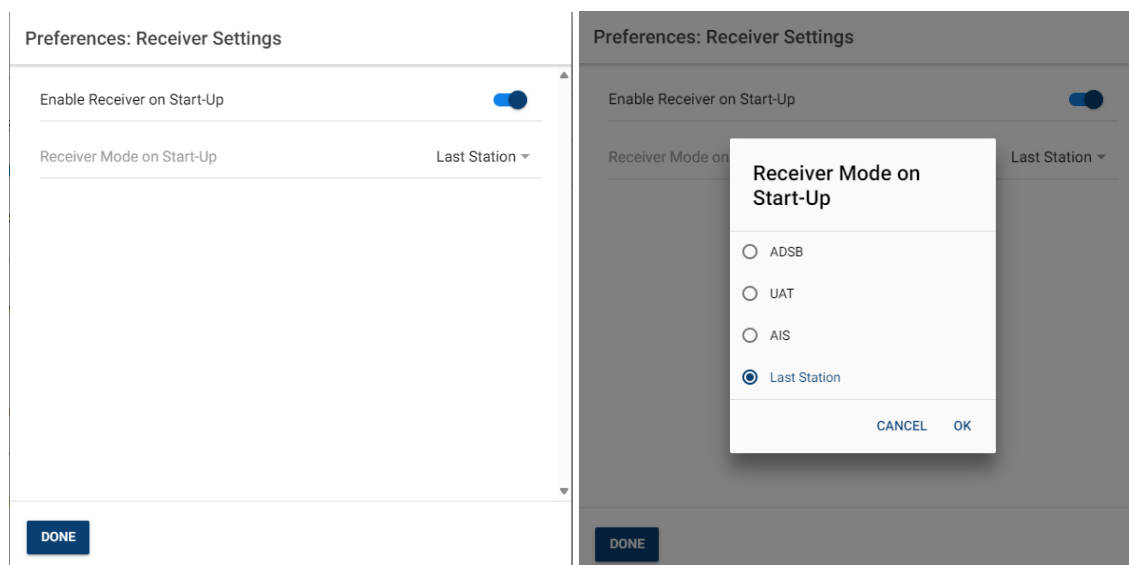 Preferences: Receiver Settings
Enable Receiver on Start-Up
Receiver Mode on Start-Up Last Station
DONE
Preferences: Receiver Settings
Enable Receiver on Start-Up
Receiver Mode on Last Station
Receiver Mode on
Start-Up
ADSB
UAT
AIS
Last Station
CANCEL OK
DONE